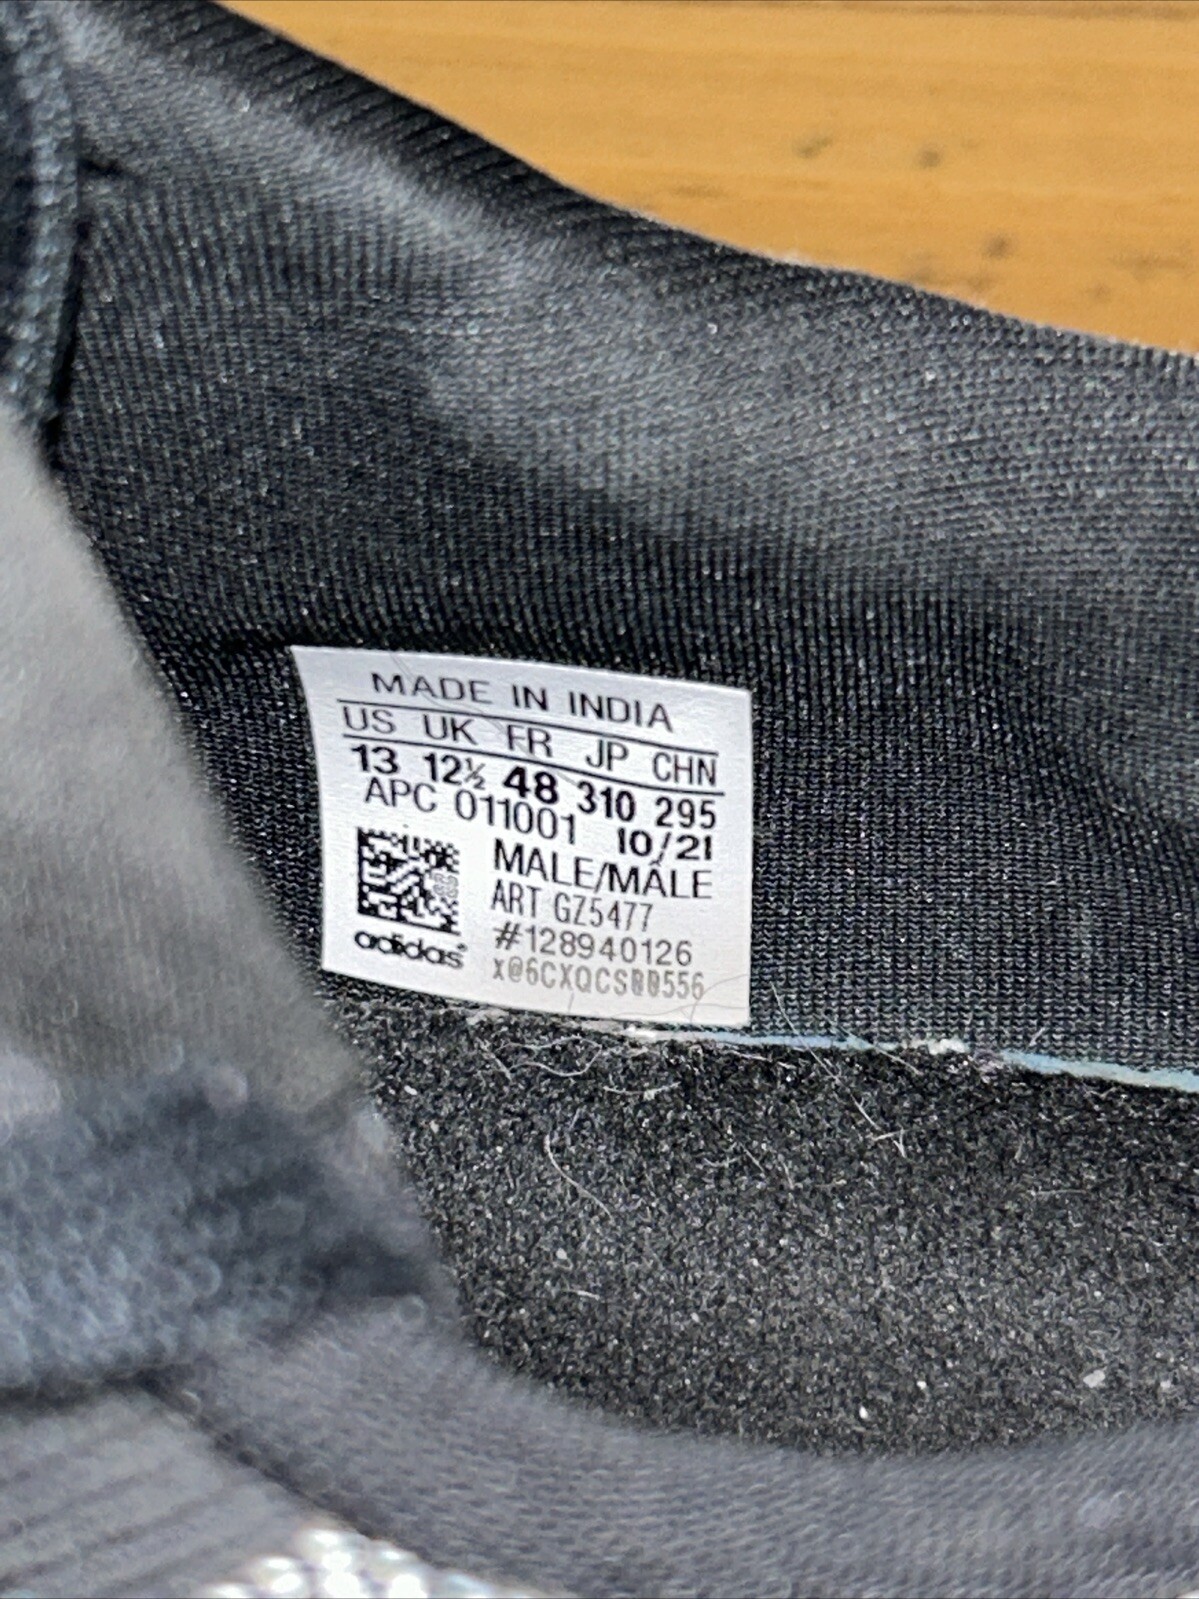 MADE IN INDIA
US UK FR JP CHN
13 12½ 48 310 295
APC 011001 10/21
MALE/MÂLE
ART GZ5477
#128940126
adidas